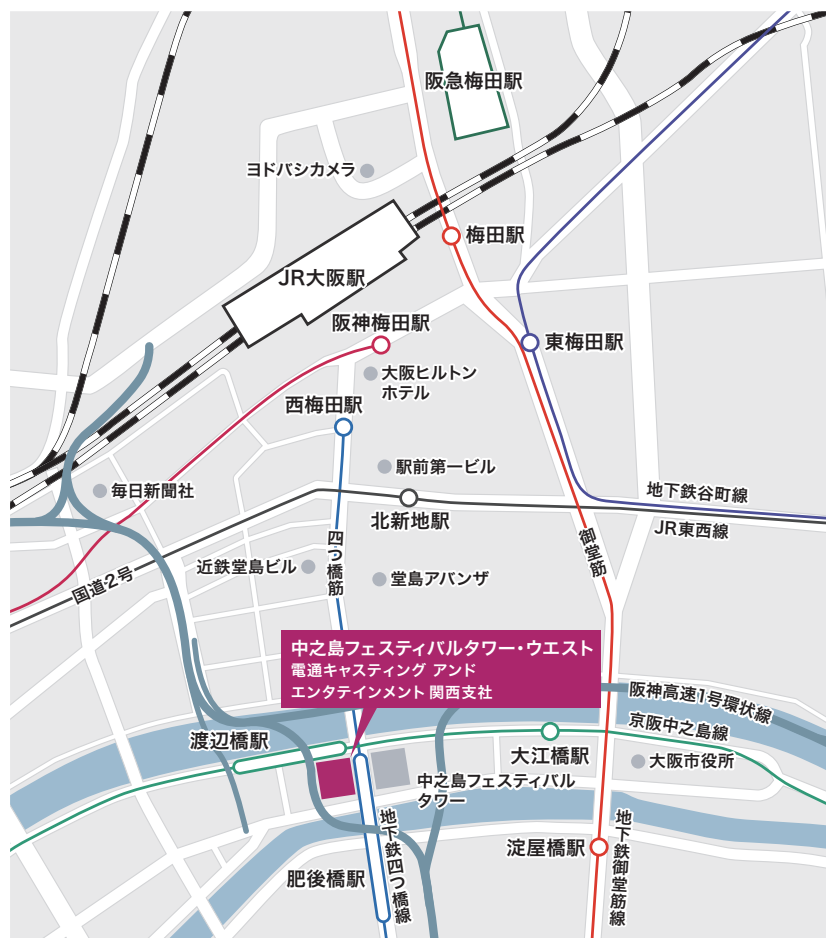 阪急梅田駅
ヨドバシカメラ
梅田駅
JR大阪駅
阪神梅田駅
東梅田駅
大阪ヒルトン
ホテル
西梅田駅
駅前第一ビル
毎日新聞社
地下鉄谷町線
北新地駅
JR東西線
四つ橋筋
御堂筋
近鉄堂島ビル
堂島アバンザ
国道2号
中之島フェスティバルタワー・ウエスト
電通キャスティング アンド
エンタテインメント 関西支社
阪神高速1号環状線
京阪中之島線
渡辺橋駅
大江橋駅
大阪市役所
中之島フェスティバル
タワー
地下鉄四つ橋線
地下鉄御堂筋線
淀屋橋駅
肥後橋駅